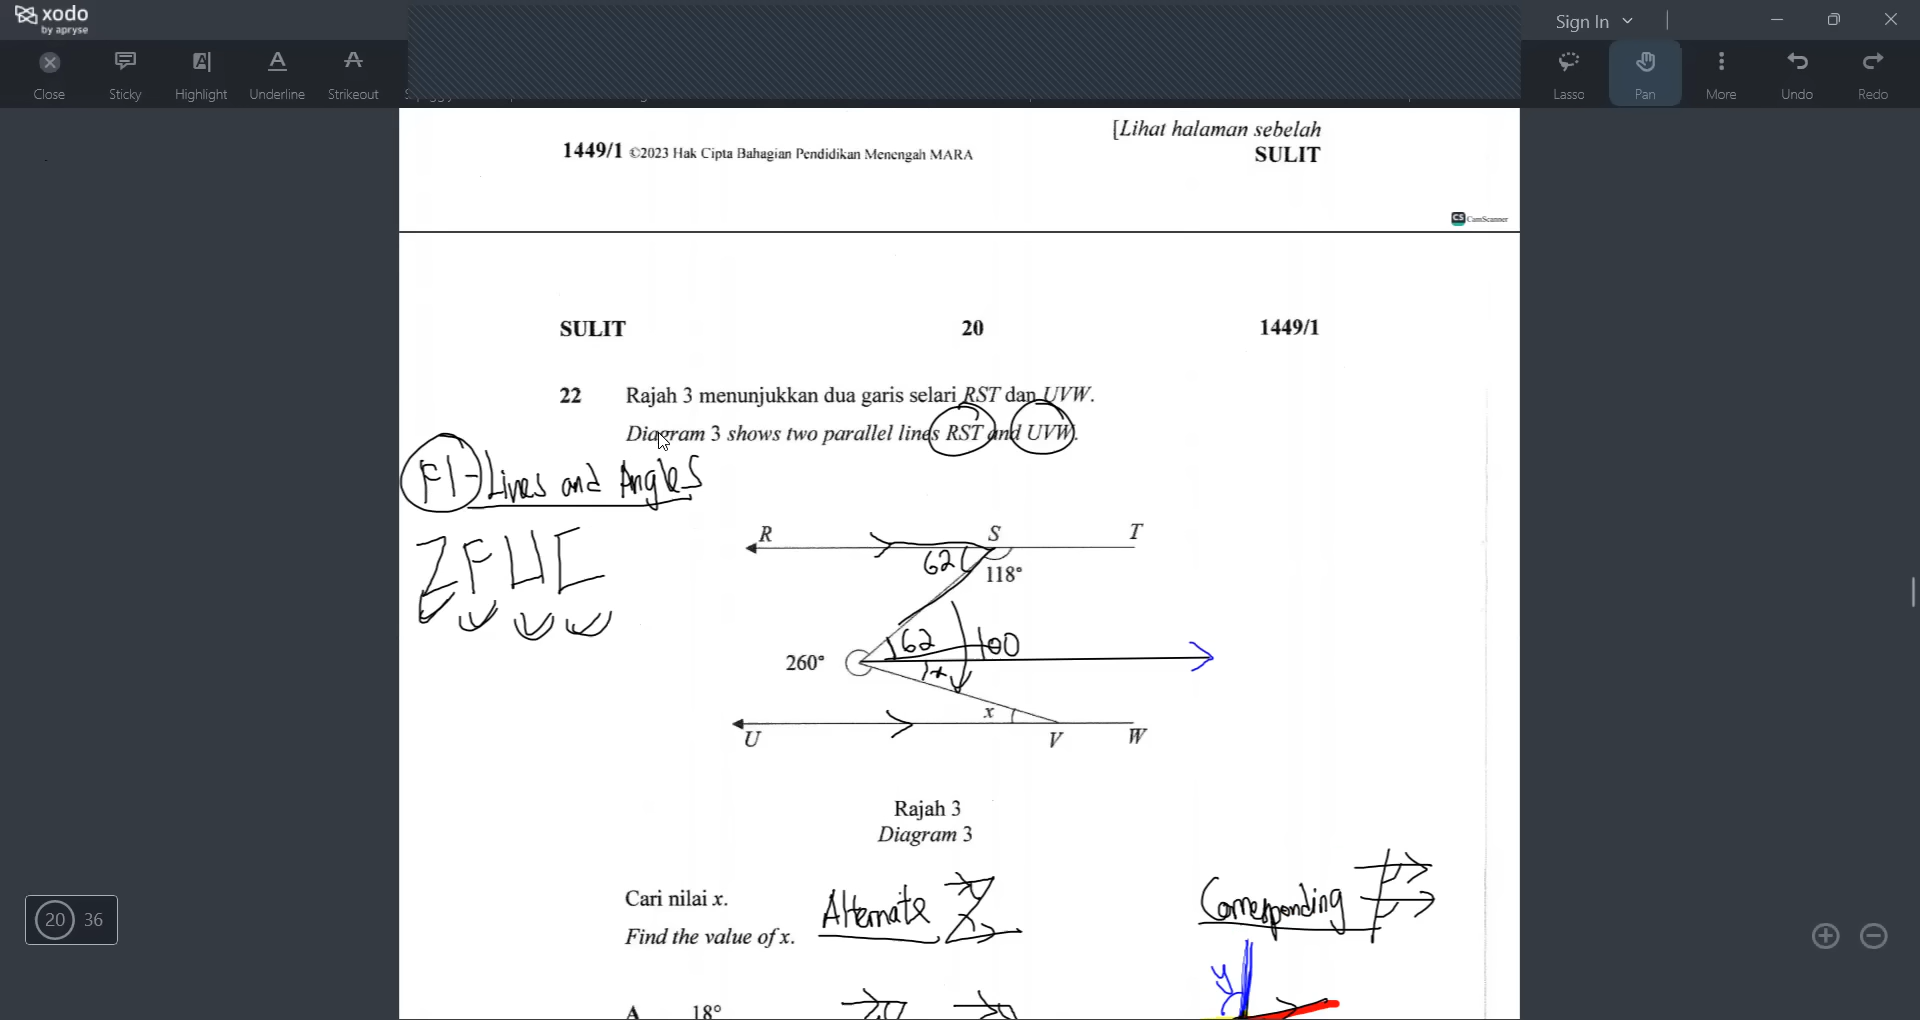 xodo
by apryse
Sign In
Close
Sticky
Highlight
Underline
Strikeout
Lasso
Pan
More
Undo
Redo
[Lihat halaman sebelah
1449/1 ©2023 Hak Cipta Bahagian Pendidikan Menengah MARA
SULIT
CS CamScanner
SULIT 20 1449/1
22 Rajah 3 menunjukkan dua garis selari RST dan UVW.
Diagram 3 shows two parallel lines RST and UVW.
F1 - Lines and Angles
Z F U C
R S T
62 118°
62 100
260°
x
x
U V W
Rajah 3
Diagram 3
Cari nilai x.
Alternate
Corresponding
Find the value of x.
20 36
y
A 18°